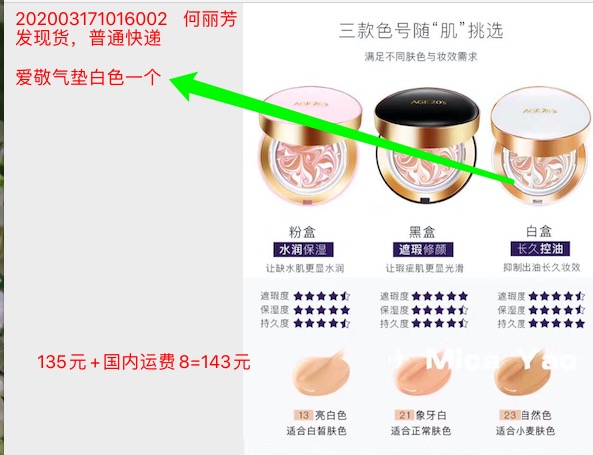 202003171016002 何丽芳
发现货，普通快递
爱敬气垫白色一个
135元+国内运费8=143元
三款色号随“肌”挑选
满足不同肤色与妆效需求
AGE 20's
AGE 20's
AGE 20's
粉盒 黑盒 白盒
水润保湿 遮瑕修颜 长久控油
让缺水肌更显水润 让瑕疵肌更显光滑 抑制出油长久妆效
遮瑕度 遮瑕度 遮瑕度
保湿度 保湿度 保湿度
持久度 持久度 持久度
Mica Yao
13 亮白色 21 象牙白 23 自然色
适合白皙肤色 适合正常肤色 适合小麦肤色